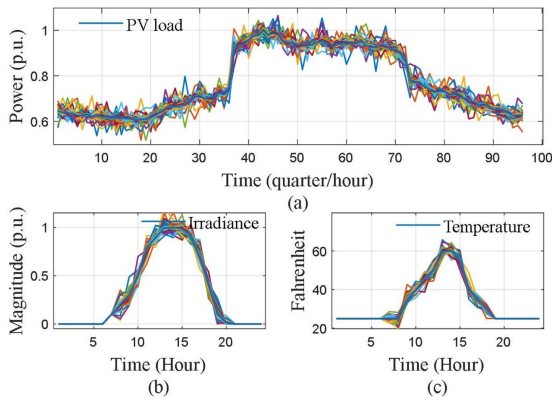 PV load
Power (p.u.)
1
0.8
0.6
10 20 30 40 50 60 70 80 90 100
Time (quarter/hour)
(a)
Irradiance
Magnitude (p.u.)
1
0.5
0
5 10 15 20
Time (Hour)
(b)
Temperature
Fahrenheit
60
40
20
5 10 15 20
Time (Hour)
(c)